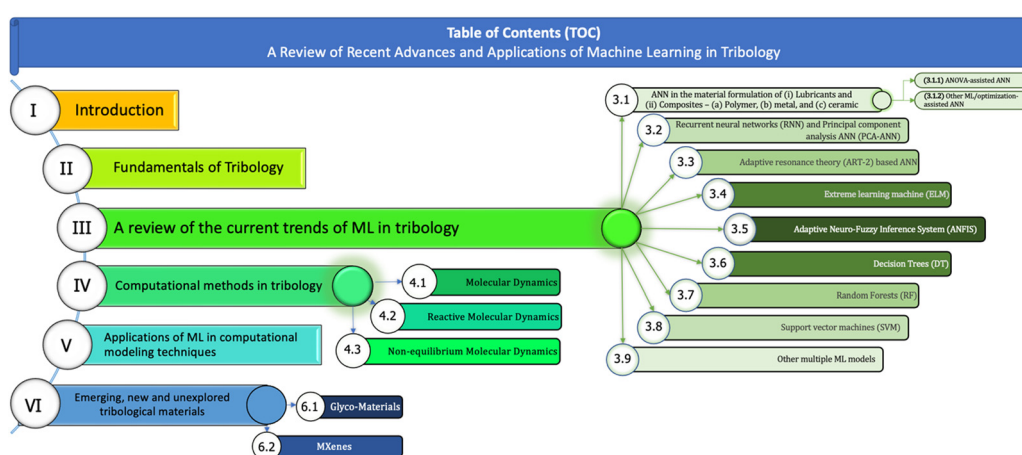 Table of Contents (TOC)
A Review of Recent Advances and Applications of Machine Learning in Tribology
I
Introduction
II
Fundamentals of Tribology
III
A review of the current trends of ML in tribology
3.1
ANN in the material formulation of (i) Lubricants and
(ii) Composites – (a) Polymer, (b) metal, and (c) ceramic
(3.1.1) ANOVA-assisted ANN
(3.1.2) Other ML/optimization-
assisted ANN
3.2
Recurrent neural networks (RNN) and Principal component
analysis ANN (PCA-ANN)
3.3
Adaptive resonance theory (ART-2) based ANN
3.4
Extreme learning machine (ELM)
3.5
Adaptive Neuro-Fuzzy Inference System (ANFIS)
3.6
Decision Trees (DT)
3.7
Random Forests (RF)
3.8
Support vector machines (SVM)
3.9
Other multiple ML models
IV
Computational methods in tribology
4.1
Molecular Dynamics
4.2
Reactive Molecular Dynamics
4.3
Non-equilibrium Molecular Dynamics
V
Applications of ML in computational
modeling techniques
VI
Emerging, new and unexplored
tribological materials
6.1
Glyco-Materials
6.2
MXenes